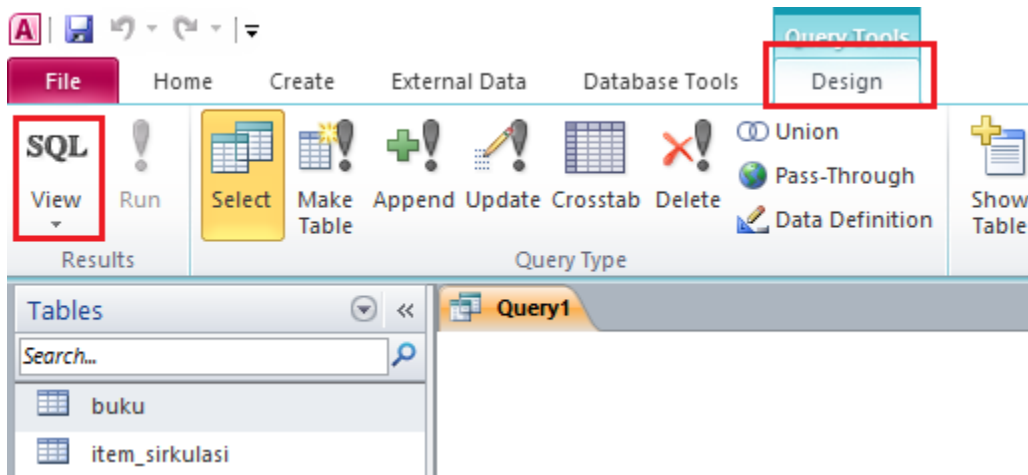 Query Tools
File Home Create External Data Database Tools Design
SQL
View
Run
Select
Make
Table
Append
Update
Crosstab
Delete
Union
Pass-Through
Data Definition
Show
Table
Results
Query Type
Tables
Query1
Search...
buku
item_sirkulasi